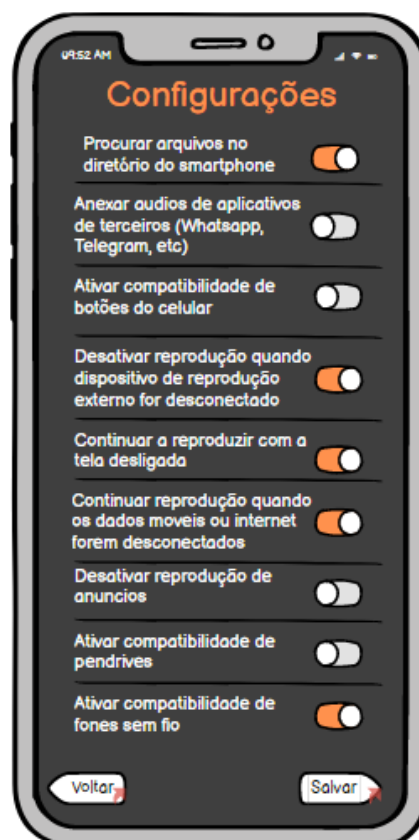 09:52 AM
Configurações
Procurar arquivos no
diretório do smartphone
Anexar audios de aplicativos
de terceiros (Whatsapp,
Telegram, etc)
Ativar compatibilidade de
botões do celular
Desativar reprodução quando
dispositivo de reprodução
externo for desconectado
Continuar a reproduzir com a
tela desligada
Continuar reprodução quando
os dados moveis ou internet
forem desconectados
Desativar reprodução de
anuncios
Ativar compatibilidade de
pendrives
Ativar compatibilidade de
fones sem fio
Voltar
Salvar